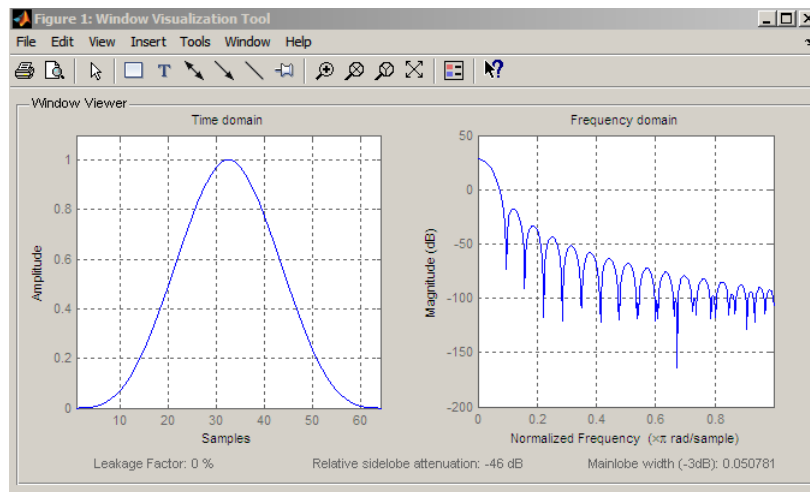 Figure 1: Window Visualization Tool
File Edit View Insert Tools Window Help
T
Window Viewer
Time domain
1
0.8
0.6
0.4
0.2
0
Amplitude
10 20 30 40 50 60
Samples
Frequency domain
50
0
-50
-100
-150
-200
Magnitude (dB)
0 0.2 0.4 0.6 0.8
Normalized Frequency (×π rad/sample)
Leakage Factor: 0 % Relative sidelobe attenuation: -46 dB Mainlobe width (-3dB): 0.050781